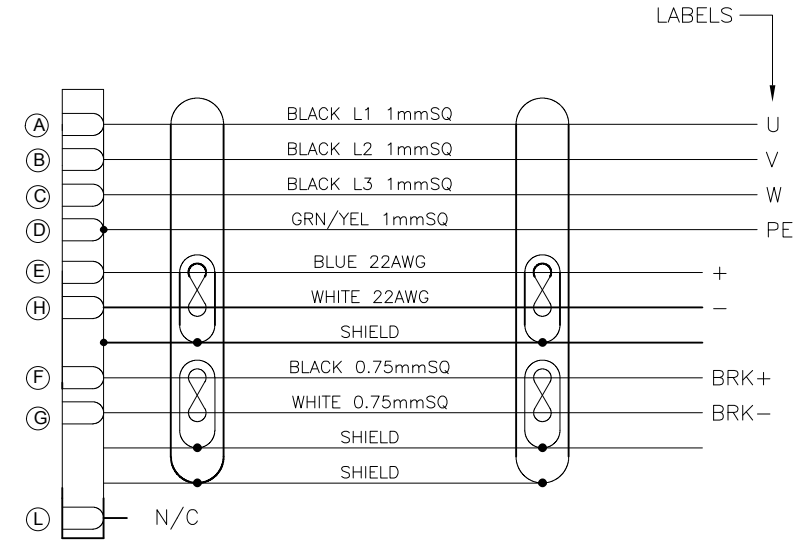 LABELS
A BLACK L1 1mmSQ U
B BLACK L2 1mmSQ V
C BLACK L3 1mmSQ W
D GRN/YEL 1mmSQ PE
E BLUE 22AWG +
H WHITE 22AWG −
SHIELD
F BLACK 0.75mmSQ BRK+
G WHITE 0.75mmSQ BRK−
SHIELD
SHIELD
L N/C